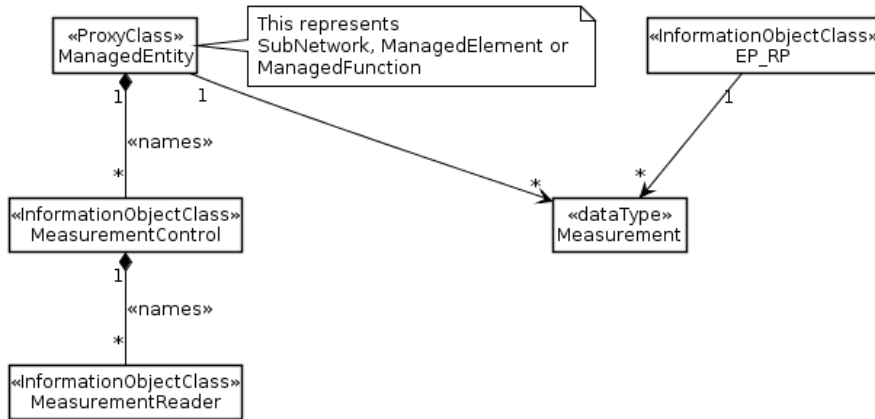 «ProxyClass»
ManagedEntity
This represents
SubNetwork, ManagedElement or
ManagedFunction
«InformationObjectClass»
EP_RP
1
1
1
«names»
*
*
*
«InformationObjectClass»
MeasurementControl
«dataType»
Measurement
1
«names»
*
«InformationObjectClass»
MeasurementReader